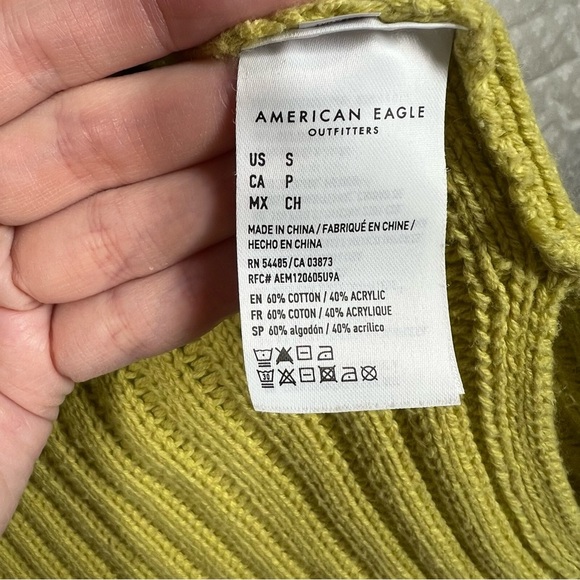 AMERICAN EAGLE
OUTFITTERS
US S
CA P
MX CH
MADE IN CHINA / FABRIQUÉ EN CHINE /
HECHO EN CHINA
RN 54485/CA 03873
RFC# AEM120605U9A
EN 60% COTTON / 40% ACRYLIC
FR 60% COTON / 40% ACRYLIQUE
SP 60% algodón / 40% acrílico